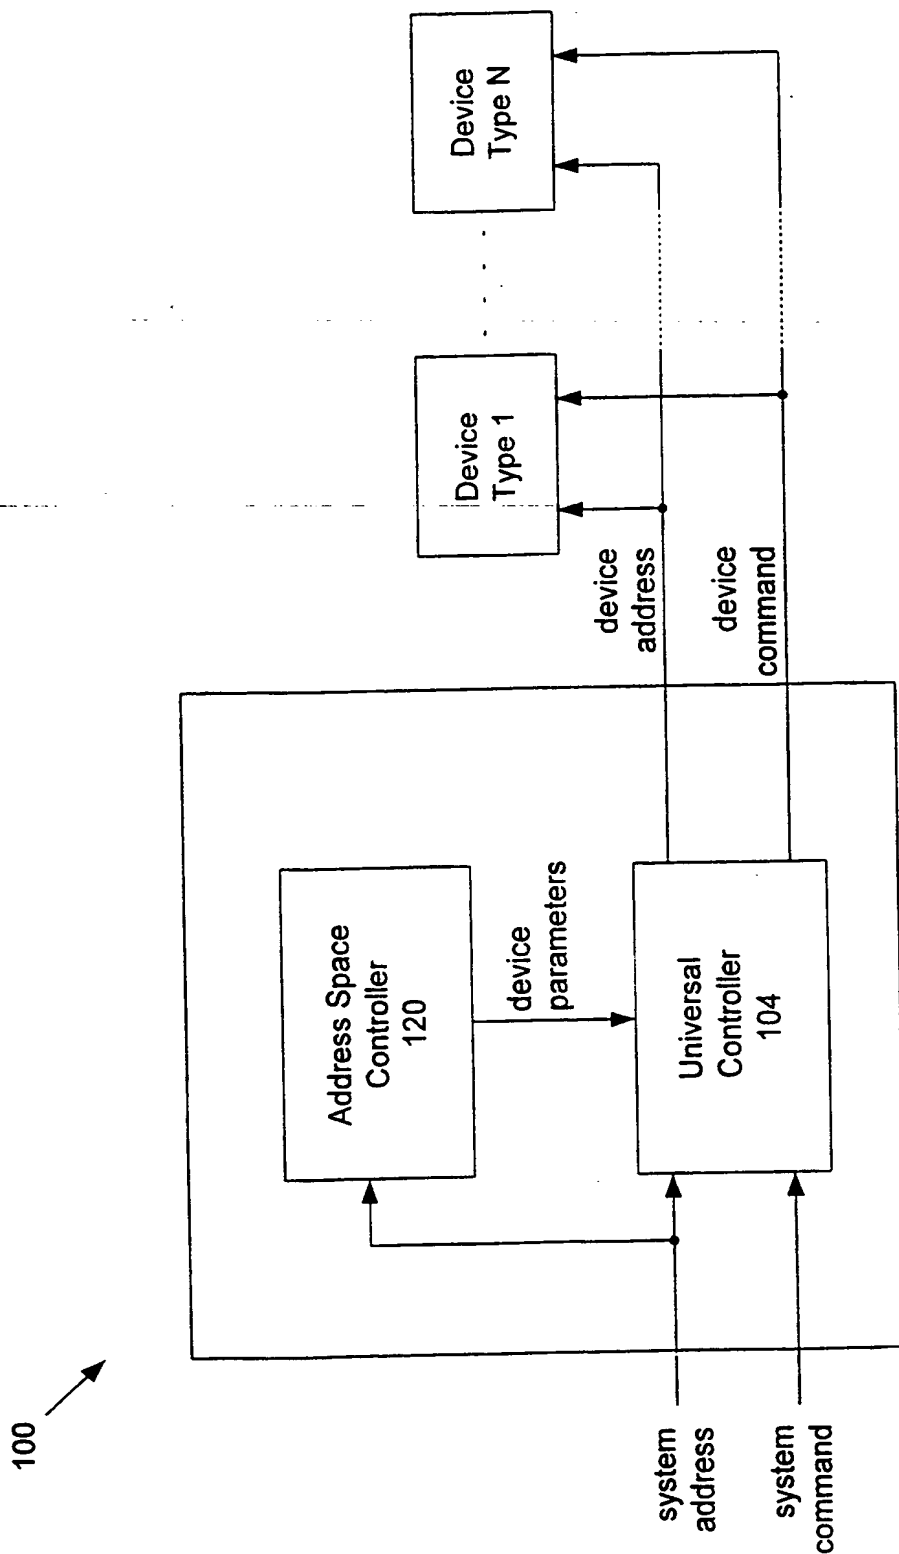 100
system
address
system
command
Address Space
Controller
120
device
parameters
Universal
Controller
104
device
address
device
command
Device
Type 1
Device
Type N